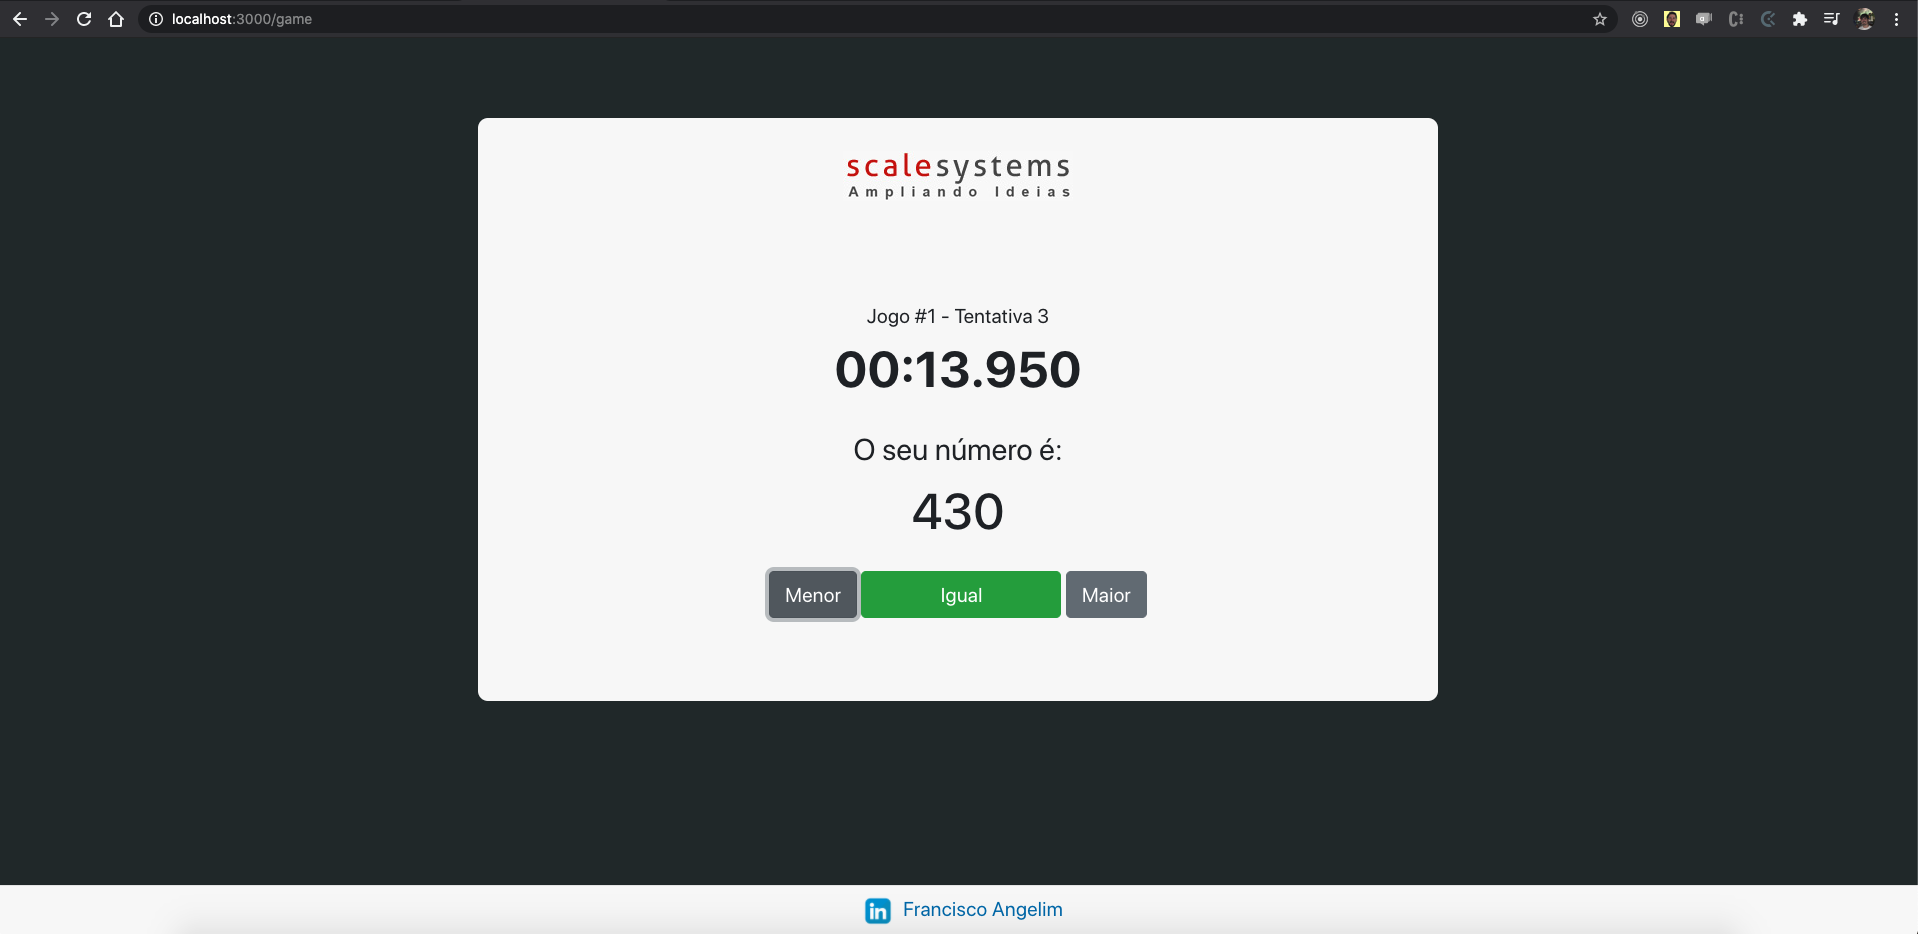 localhost:3000/game
scalesystems
Ampliando Ideias
Jogo #1 - Tentativa 3
00:13.950
O seu número é:
430
Menor Igual Maior
in Francisco Angelim